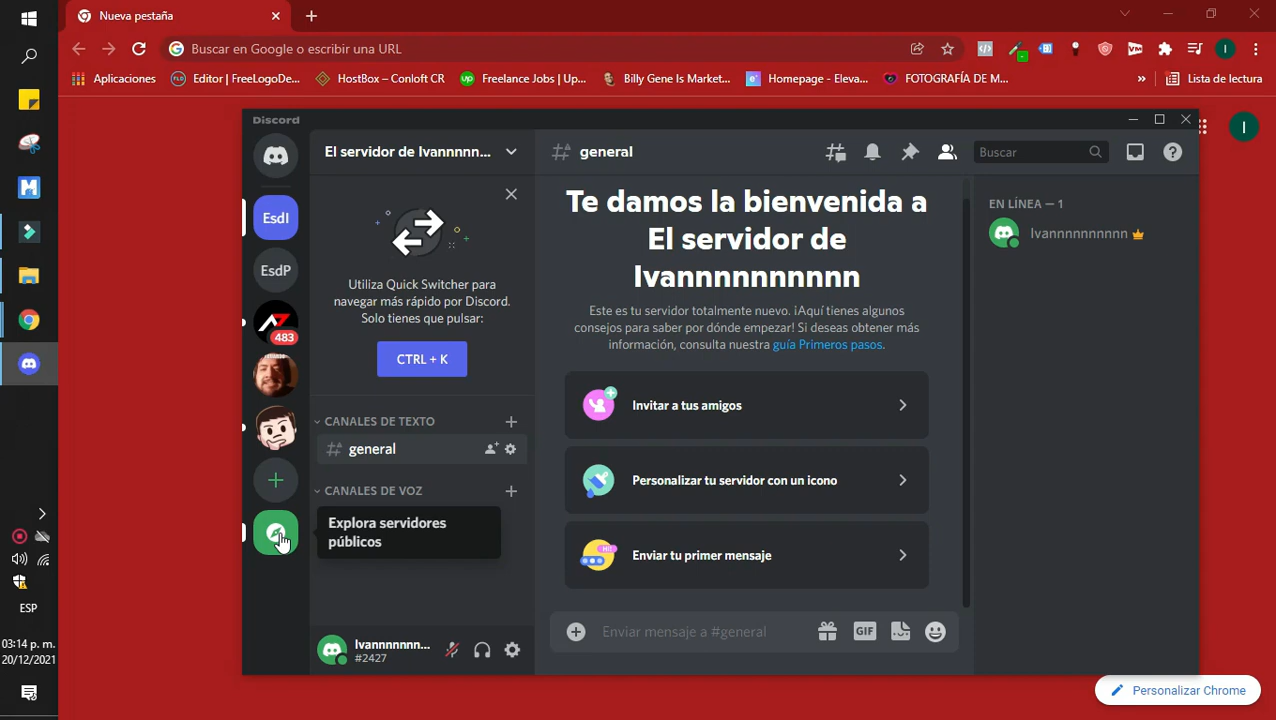 Nueva pestaña
Buscar en Google o escribir una URL
Aplicaciones
Editor | FreeLogoDe...
HostBox – Conloft CR
Freelance Jobs | Up...
Billy Gene Is Market...
Homepage - Eleva...
FOTOGRAFÍA DE M...
»
Lista de lectura
I
I
Discord
El servidor de Ivannnnn...
general
Buscar
EsdI
EsdP
483
Utiliza Quick Switcher para
navegar más rápido por Discord.
Solo tienes que pulsar:
CTRL + K
CANALES DE TEXTO
general
CANALES DE VOZ
Explora servidores
públicos
Ivannnnnnn...
#2427
Te damos la bienvenida a
El servidor de
Ivannnnnnnnnn
Este es tu servidor totalmente nuevo. ¡Aquí tienes algunos
consejos para saber por dónde empezar! Si deseas obtener más
información, consulta nuestra guía Primeros pasos.
Invitar a tus amigos
Personalizar tu servidor con un icono
HI!
Enviar tu primer mensaje
Enviar mensaje a #general
GIF
EN LÍNEA — 1
Ivannnnnnnnnn
Personalizar Chrome
ESP
03:14 p. m.
20/12/2021